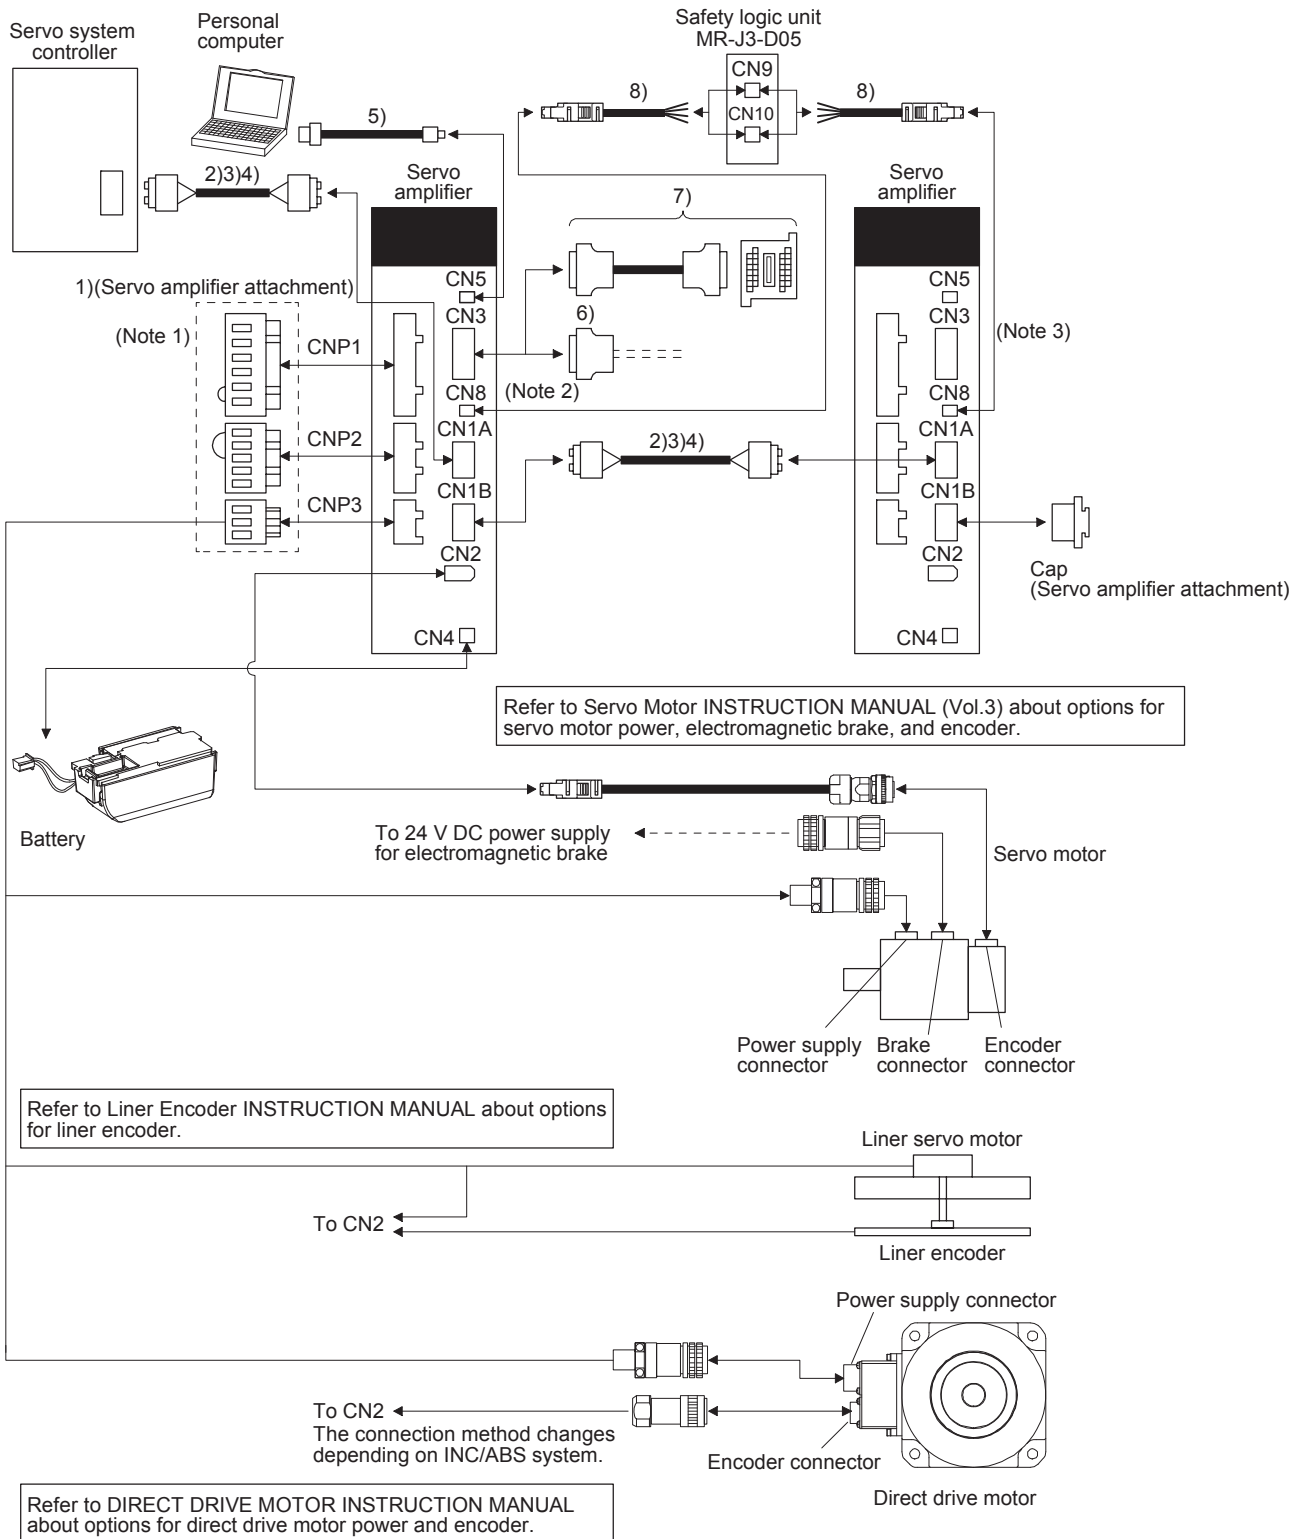 Servo system
controller
Personal
computer
Safety logic unit
MR-J3-D05
CN9
CN10
8)
8)
5)
2)3)4)
Servo
amplifier
Servo
amplifier
7)
1)(Servo amplifier attachment)
(Note 1)
CNP1
CNP2
CNP3
CN5
CN3
CN8
CN1A
CN1B
CN2
CN4
6)
(Note 2)
2)3)4)
CN5
CN3
CN8
CN1A
CN1B
CN2
CN4
(Note 3)
Cap
(Servo amplifier attachment)
Refer to Servo Motor INSTRUCTION MANUAL (Vol.3) about options for
servo motor power, electromagnetic brake, and encoder.
Battery
To 24 V DC power supply
for electromagnetic brake
Servo motor
Power supply
connector
Brake
connector
Encoder
connector
Refer to Liner Encoder INSTRUCTION MANUAL about options
for liner encoder.
Liner servo motor
To CN2
Liner encoder
Power supply connector
To CN2
The connection method changes
depending on INC/ABS system.
Encoder connector
Direct drive motor
Refer to DIRECT DRIVE MOTOR INSTRUCTION MANUAL
about options for direct drive motor power and encoder.